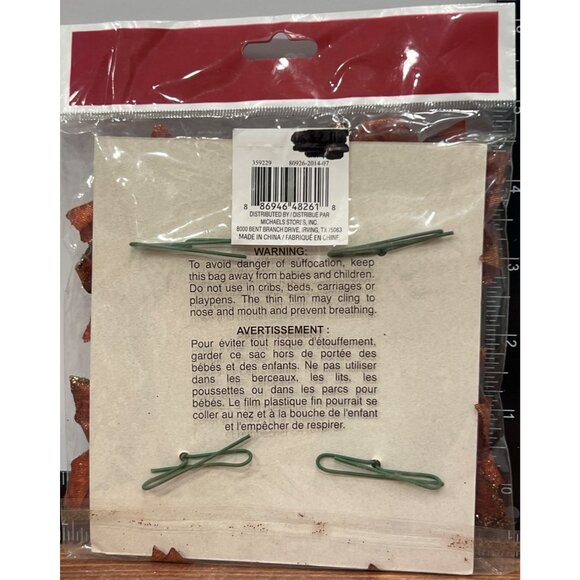 359229 80926-2014-07
8 86946 48261 8
DISTRIBUTED BY / DISTRIBUÉ PAR
MICHAELS STORES, INC.
8000 BENT BRANCH DRIVE, IRVING, TX 75063
MADE IN CHINA / FABRIQUÉ EN CHINE
WARNING:
To avoid danger of suffocation, keep
this bag away from babies and children.
Do not use in cribs, beds, carriages or
playpens. The thin film may cling to
nose and mouth and prevent breathing.
AVERTISSEMENT :
Pour éviter tout risque d'étouffement,
garder ce sac hors de portée des
bébés et des enfants. Ne pas utiliser
dans les berceaux, les lits, les
poussettes ou dans les parcs pour
bébés. Le film plastique fin pourrait se
coller au nez et à la bouche de l'enfant
et l'empêcher de respirer.
5
4
3
2
1
0